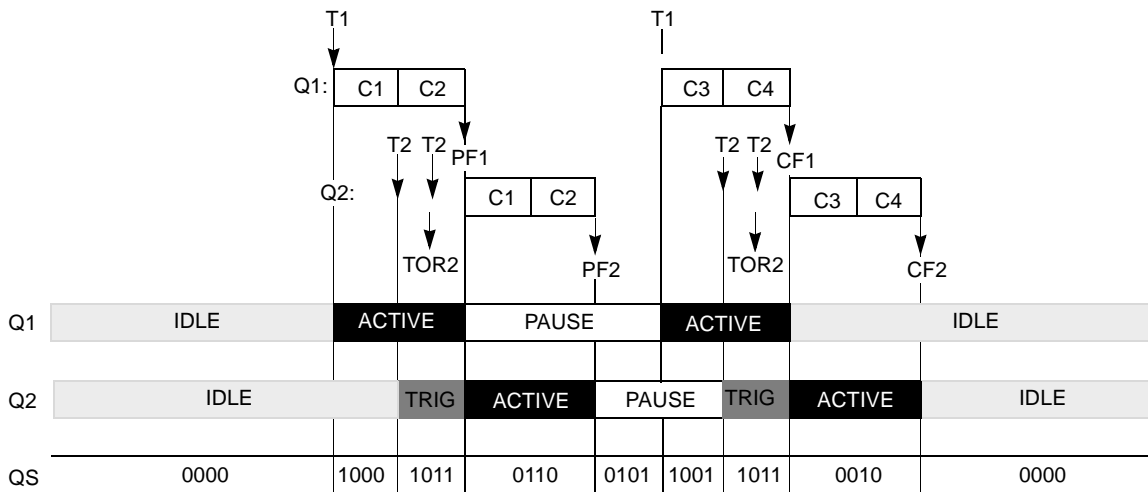 T1 T1
Q1: C1 C2 C3 C4
T2 T2 PF1 T2 T2 CF1
Q2: C1 C2 C3 C4
TOR2 PF2 TOR2 CF2
Q1 IDLE ACTIVE PAUSE ACTIVE IDLE
Q2 IDLE TRIG ACTIVE PAUSE TRIG ACTIVE IDLE
QS 0000 1000 1011 0110 0101 1001 1011 0010 0000